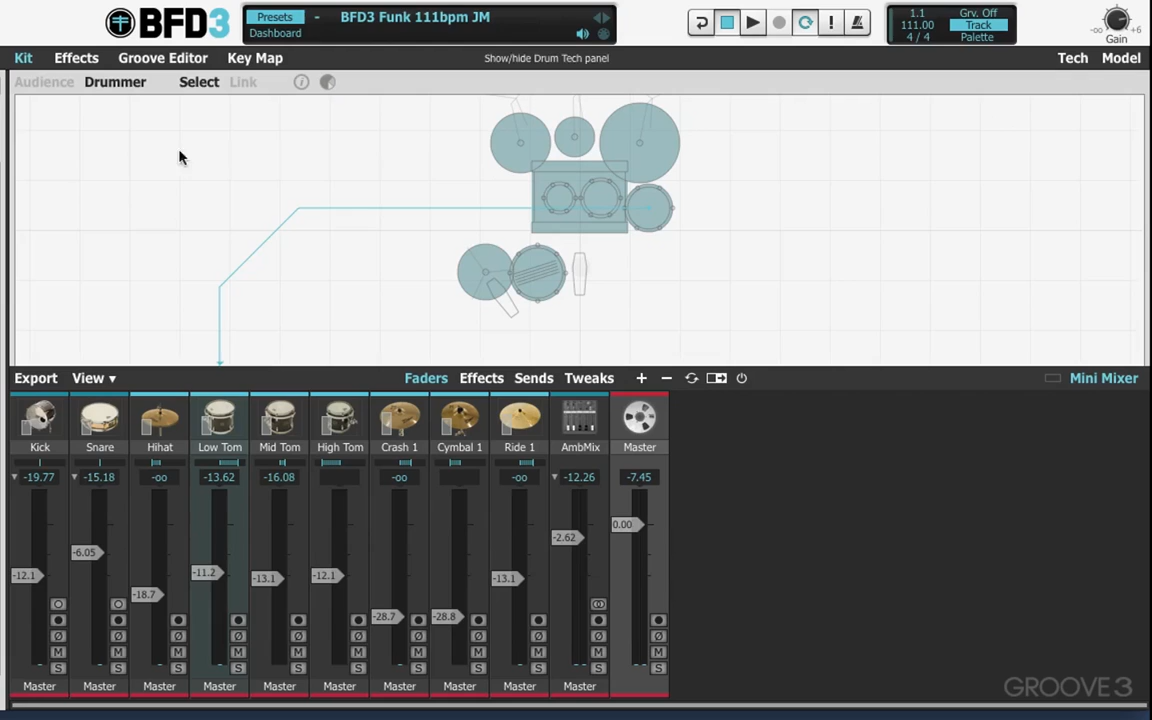 BFD3
Presets - BFD3 Funk 111bpm JM
Dashboard
1.1 Grv. Off
111.00 Track
4 / 4 Palette
-oo +6
Gain
Kit Effects Groove Editor Key Map Show/hide Drum Tech panel Tech Model
Audience Drummer Select Link
Export View Faders Effects Sends Tweaks + - Mini Mixer
Kick Snare Hihat Low Tom Mid Tom High Tom Crash 1 Cymbal 1 Ride 1 AmbMix Master
-19.77 -15.18 -oo -13.62 -16.08 -oo -oo -12.26 -7.45
0.00
-2.62
-6.05
-12.1 -11.2 -13.1 -12.1 -13.1
-18.7
-28.7 -28.8
Ø Ø Ø Ø Ø Ø Ø Ø Ø Ø Ø
M M M M M M M M M M M
S S S S S S S S S S S
Master Master Master Master Master Master Master Master Master Master
GROOVE3